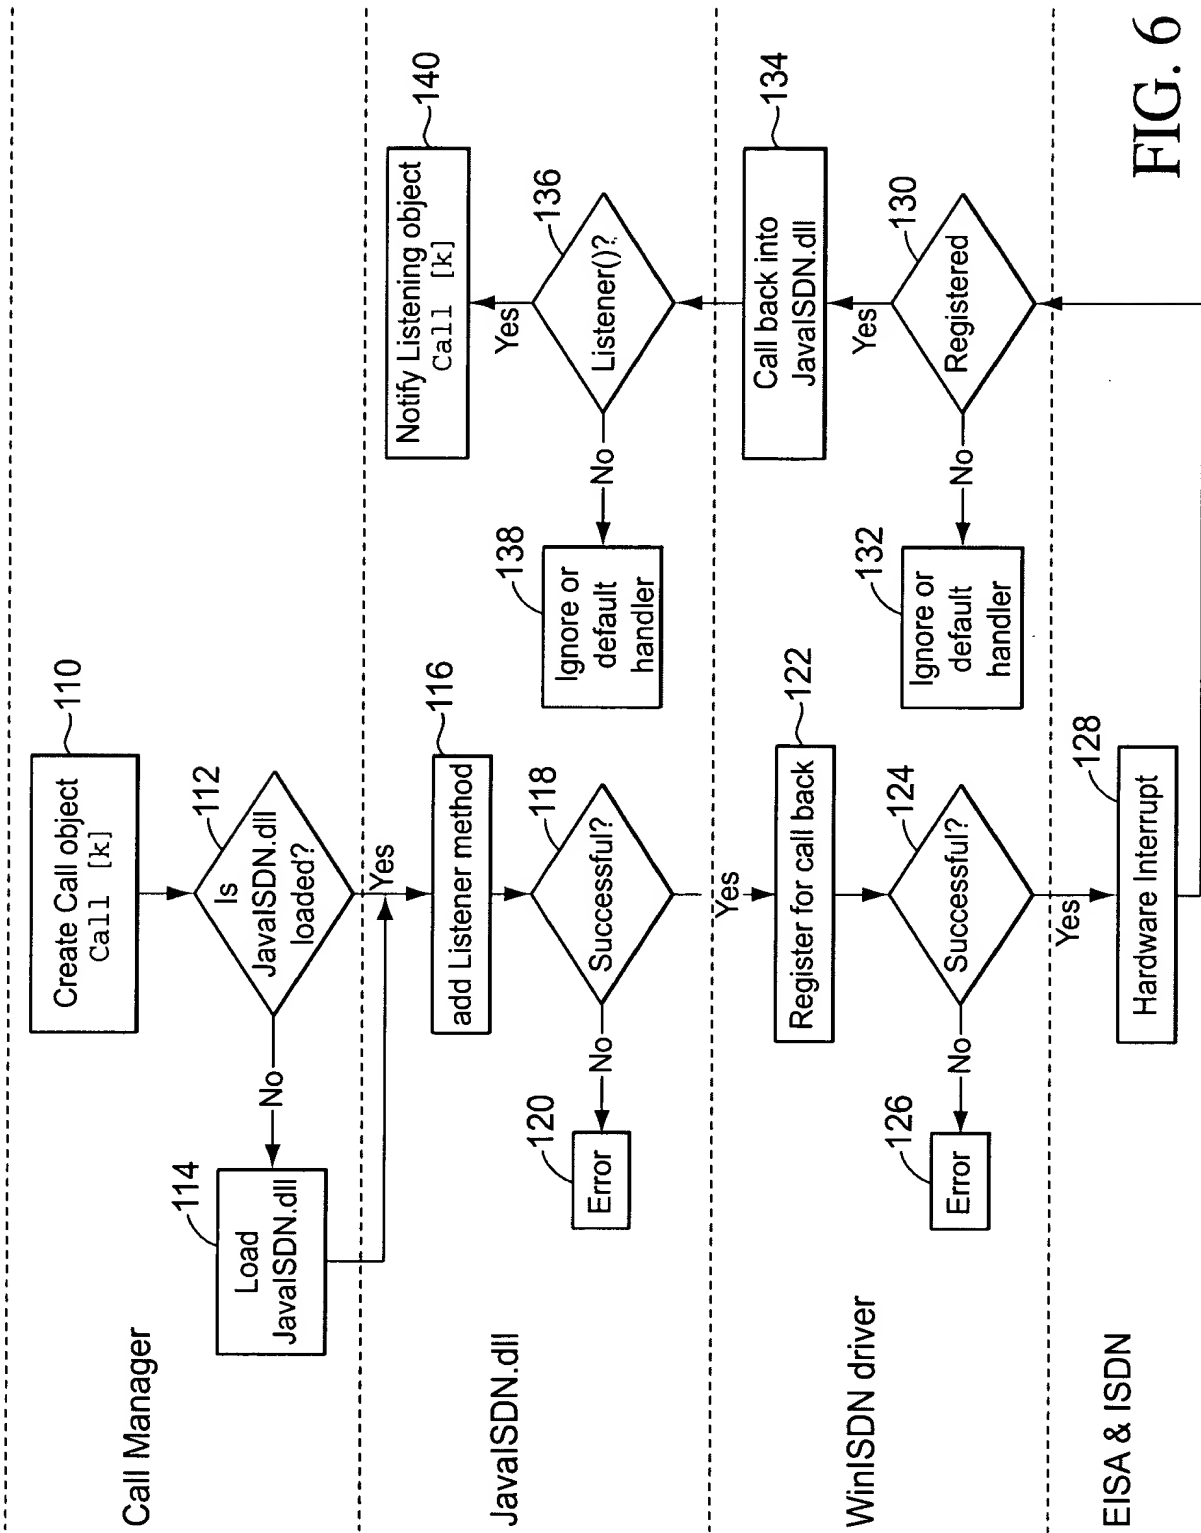 Call Manager
Create Call object
Call [k]
110
Is
JavaISDN.dll
loaded?
112
No
Load
JavaISDN.dll
114
Yes
JavaISDN.dll
add Listener method
116
Successful?
118
No
Error
120
Yes
Notify Listening object
Call [k]
140
Yes
Listener()?
136
No
Ignore or
default
handler
138
WinISDN driver
Register for call back
122
Successful?
124
No
Error
126
Yes
Call back into
JavaISDN.dll
134
Yes
Registered
130
No
Ignore or
default
handler
132
EISA & ISDN
Hardware Interrupt
128
FIG. 6